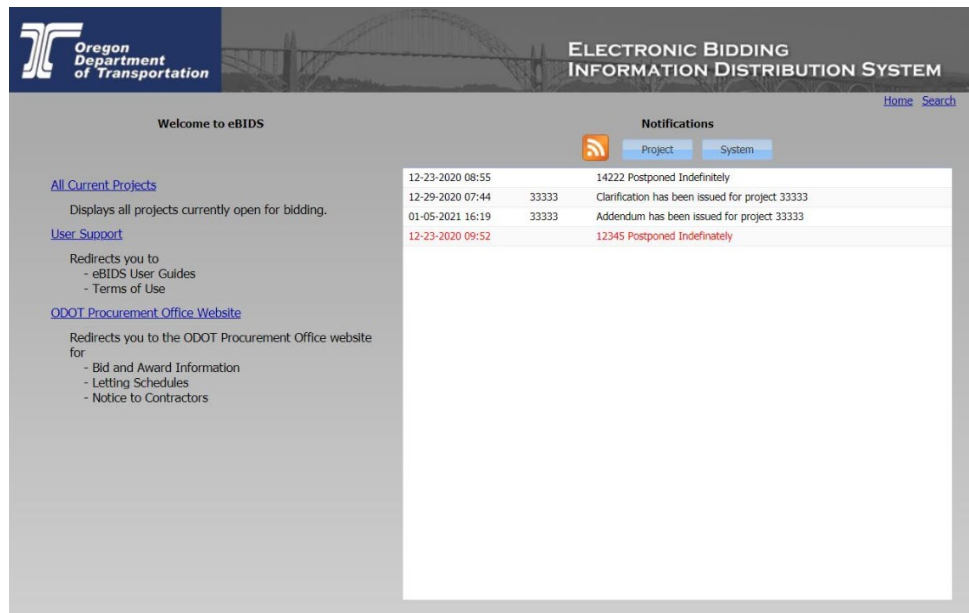 Oregon
Department
of Transportation
ELECTRONIC BIDDING
INFORMATION DISTRIBUTION SYSTEM
Home Search
Welcome to eBIDS
Notifications
Project System
All Current Projects
Displays all projects currently open for bidding.
User Support
Redirects you to
- eBIDS User Guides
- Terms of Use
ODOT Procurement Office Website
Redirects you to the ODOT Procurement Office website
for
- Bid and Award Information
- Letting Schedules
- Notice to Contractors
12-23-2020 08:55 14222 Postponed Indefinitely
12-29-2020 07:44 33333 Clarification has been issued for project 33333
01-05-2021 16:19 33333 Addendum has been issued for project 33333
12-23-2020 09:52 12345 Postponed Indefinately